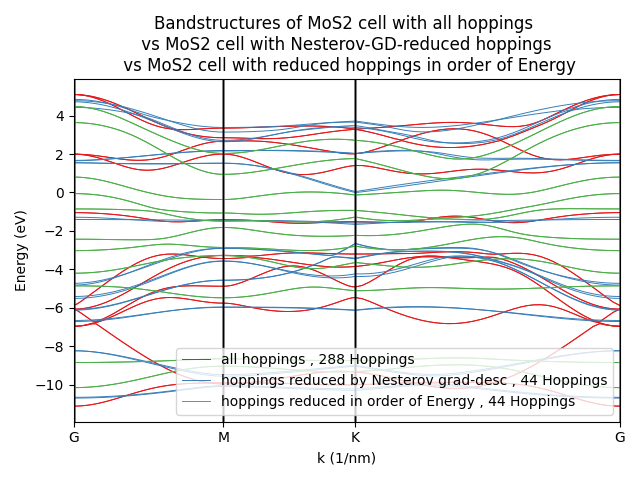 Bandstructures of MoS2 cell with all hoppings
vs MoS2 cell with Nesterov-GD-reduced hoppings
vs MoS2 cell with reduced hoppings in order of Energy
4
2
0
−2
−4
−6
−8
−10
Energy (eV)
all hoppings , 288 Hoppings
hoppings reduced by Nesterov grad-desc , 44 Hoppings
hoppings reduced in order of Energy , 44 Hoppings
G M K G
k (1/nm)